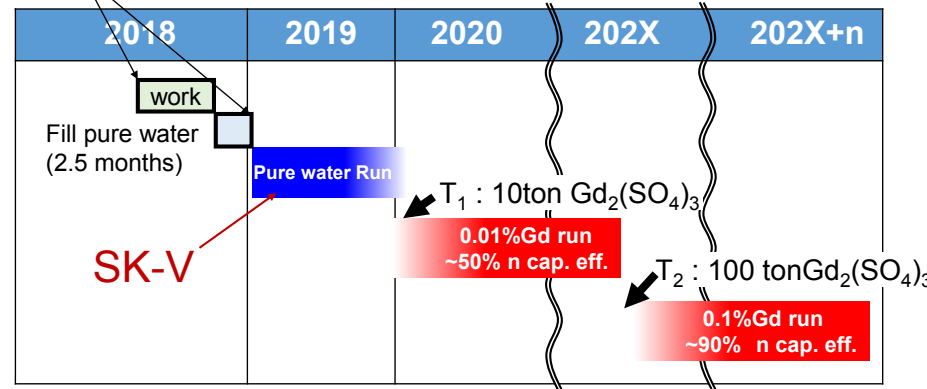 2018 2019 2020 202X 202X+n
work
Fill pure water
(2.5 months)
Pure water Run
SK-V
T₁ : 10ton Gd₂(SO₄)₃
0.01%Gd run
~50% n cap. eff.
T₂ : 100 tonGd₂(SO₄)₃
0.1%Gd run
~90% n cap. eff.